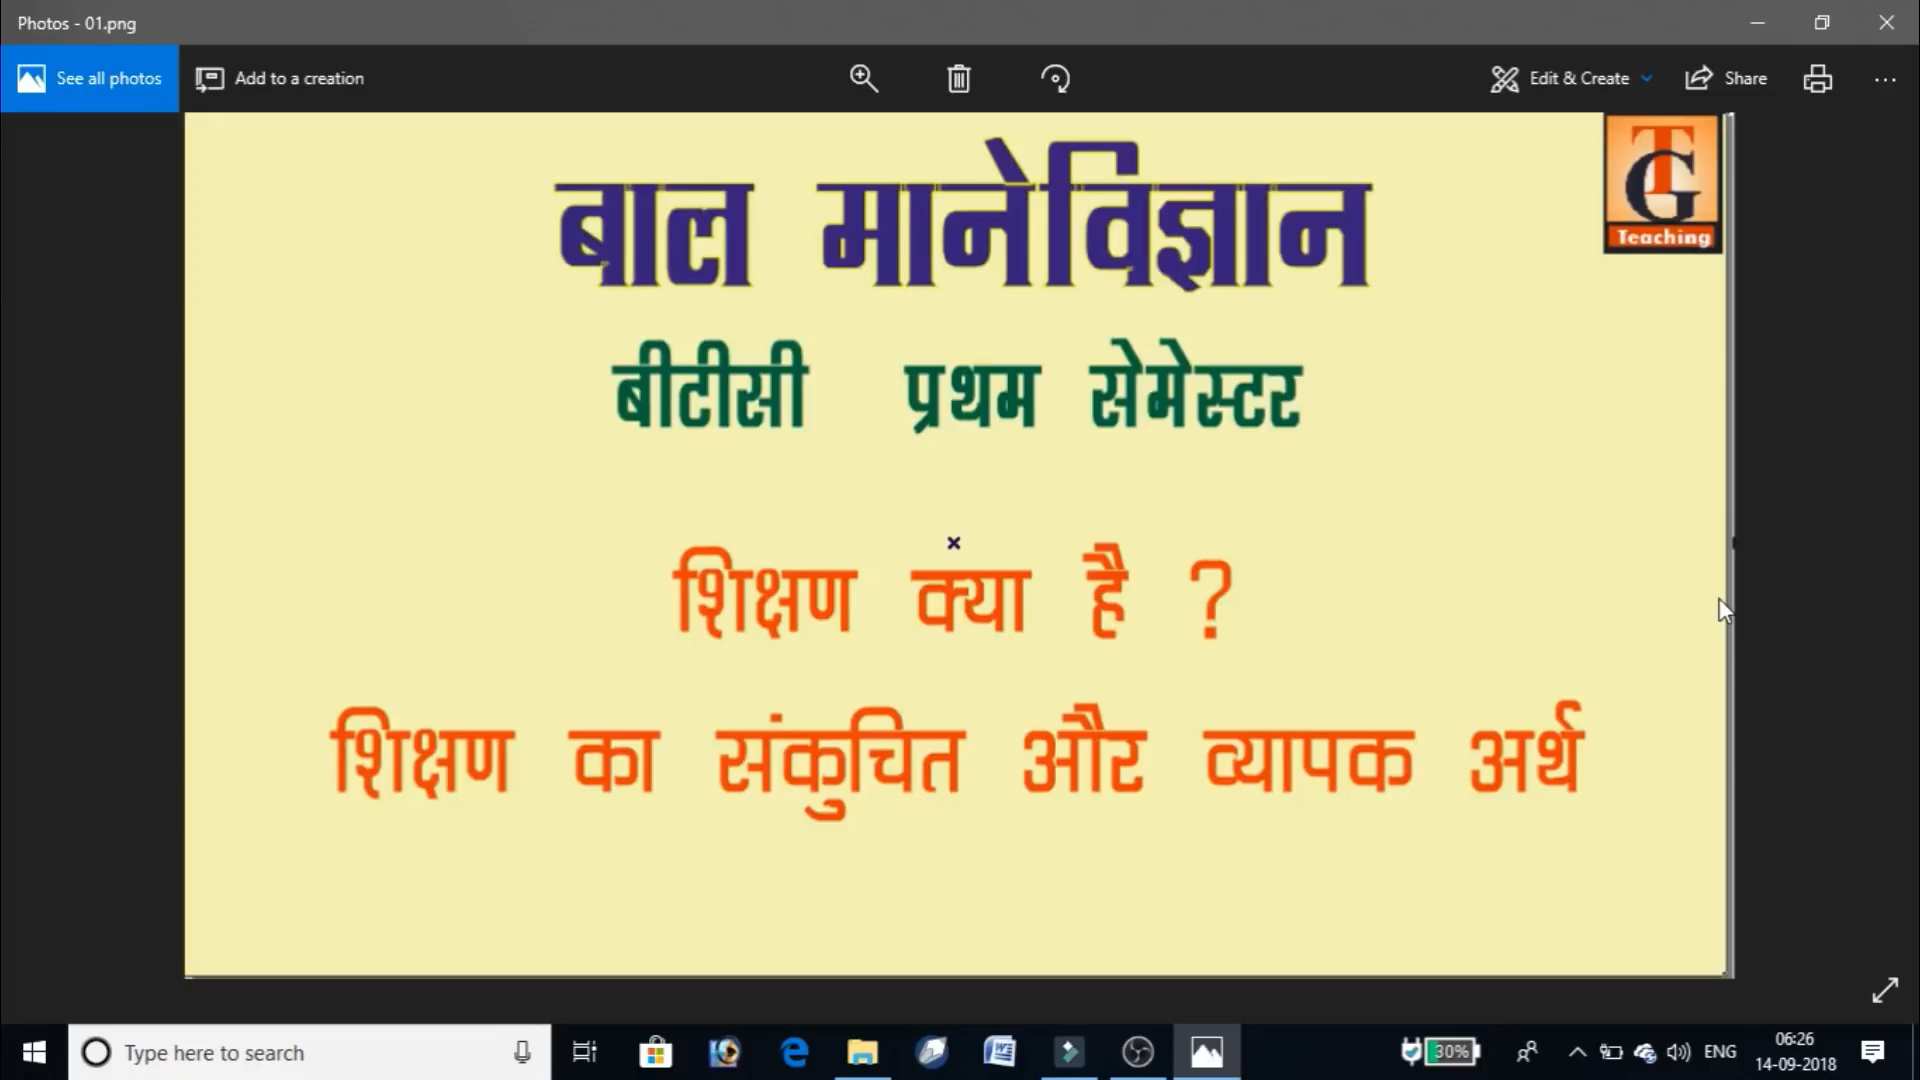 Photos - 01.png
See all photos
Add to a creation
Edit & Create
Share
बाल मानेविज्ञान
TG
Teaching
बीटीसी प्रथम सेमेस्टर
शिक्षण क्या है ?
शिक्षण का संकुचित और व्यापक अर्थ
Type here to search
30%
ENG
06:26
14-09-2018